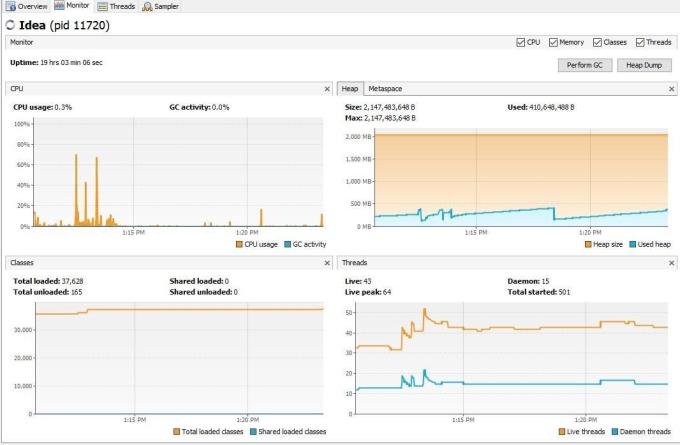 Overview Monitor Threads Sampler
Idea (pid 11720)
Monitor CPU Memory Classes Threads
Uptime: 19 hrs 03 min 06 sec
Perform GC Heap Dump
CPU
CPU usage: 0.3% GC activity: 0.0%
100%
80%
60%
40%
20%
0%
1:15 PM 1:20 PM
CPU usage GC activity
Heap Metaspace
Size: 2,147,483,648 B Used: 410,648,488 B
Max: 2,147,483,648 B
2,000 MB
1,500 MB
1,000 MB
500 MB
0 MB
1:15 PM 1:20 PM
Heap size Used heap
Classes
Total loaded: 37,628 Shared loaded: 0
Total unloaded: 165 Shared unloaded: 0
30,000
20,000
10,000
0
1:15 PM 1:20 PM
Total loaded classes Shared loaded classes
Threads
Live: 43 Daemon: 15
Live peak: 64 Total started: 501
50
40
30
20
10
0
1:15 PM 1:20 PM
Live threads Daemon threads